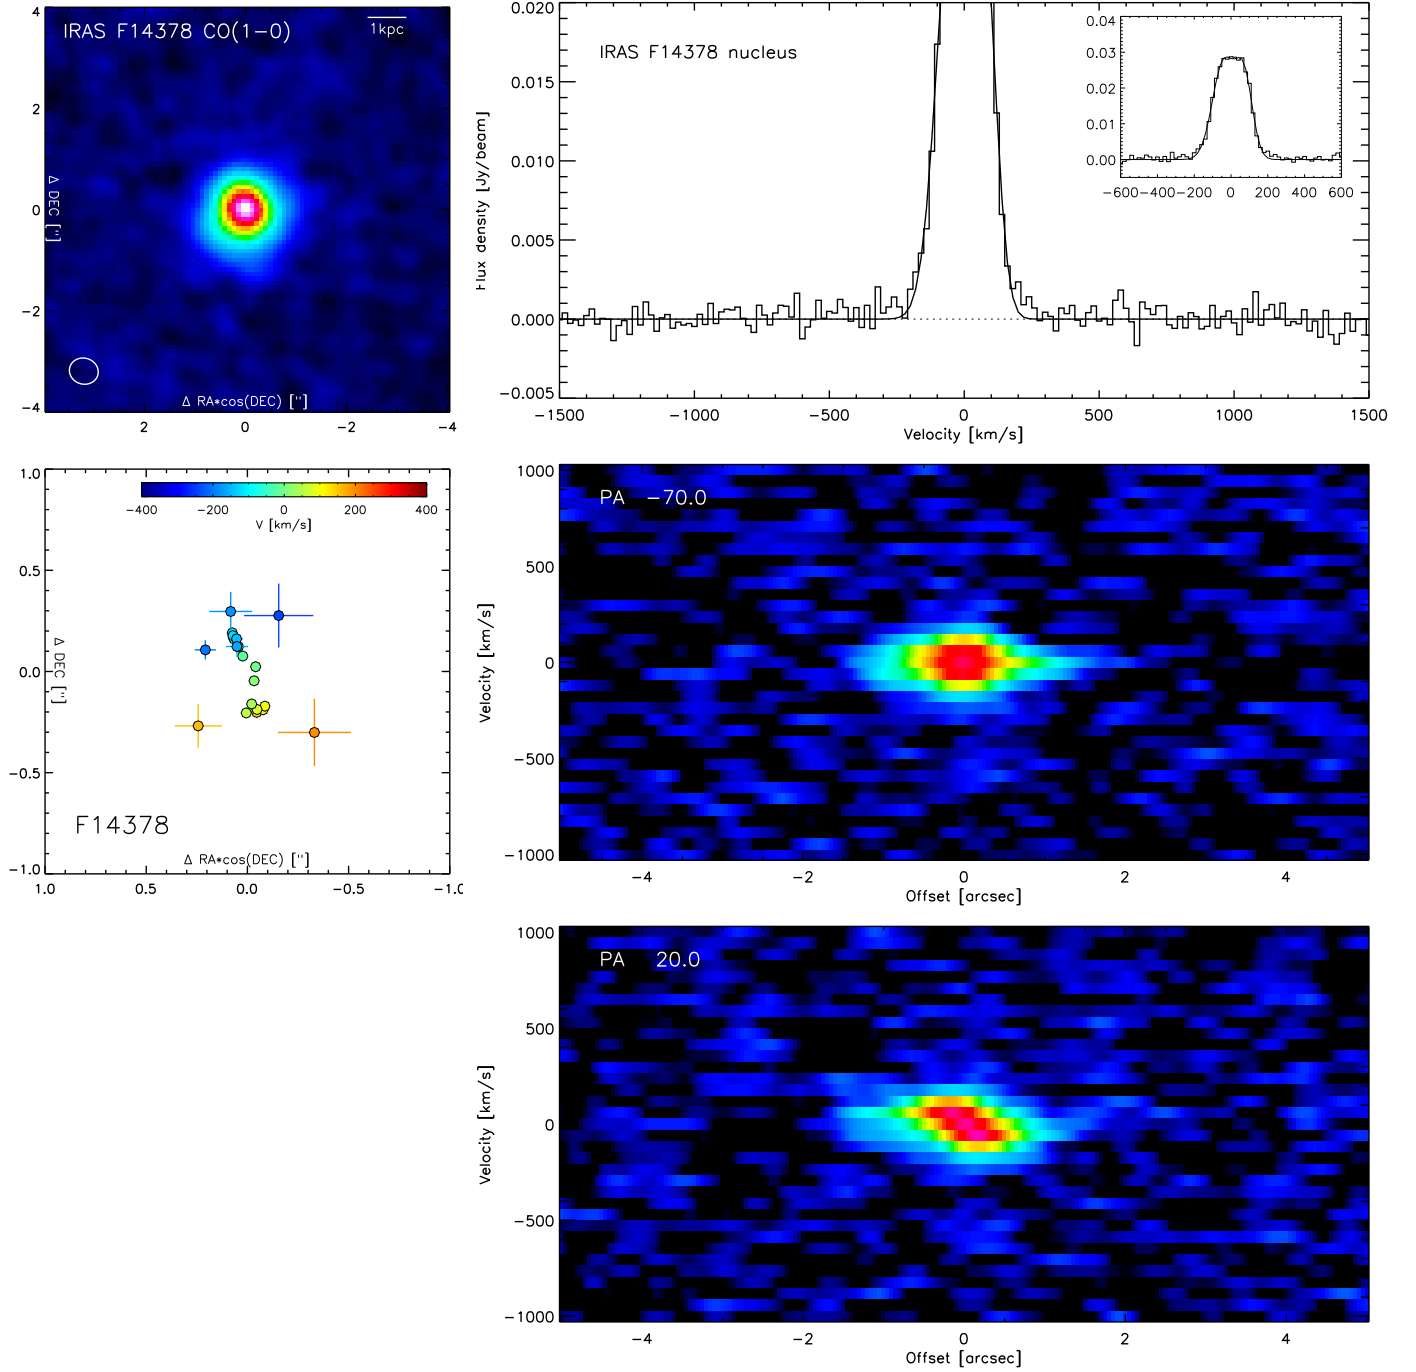 IRAS F14378 CO(1-0)
1kpc
4
2
0
-2
-4
Δ DEC ["]
Δ RA*cos(DEC) ["]
2 0 -2 -4
0.020
0.015
0.010
0.005
0.000
-0.005
Flux density [Jy/beam]
IRAS F14378 nucleus
-1500 -1000 -500 0 500 1000 1500
Velocity [km/s]
0.04
0.03
0.02
0.01
0.00
-600 -400 -200 0 200 400 600
1.0
0.5
0.0
-0.5
-1.0
-400 -200 0 200 400
V [km/s]
Δ DEC ["]
F14378
Δ RA*cos(DEC) ["]
1.0 0.5 0.0 -0.5 -1.0
PA -70.0
1000
500
0
-500
-1000
Velocity [km/s]
-4 -2 0 2 4
Offset [arcsec]
PA 20.0
1000
500
0
-500
-1000
Velocity [km/s]
-4 -2 0 2 4
Offset [arcsec]